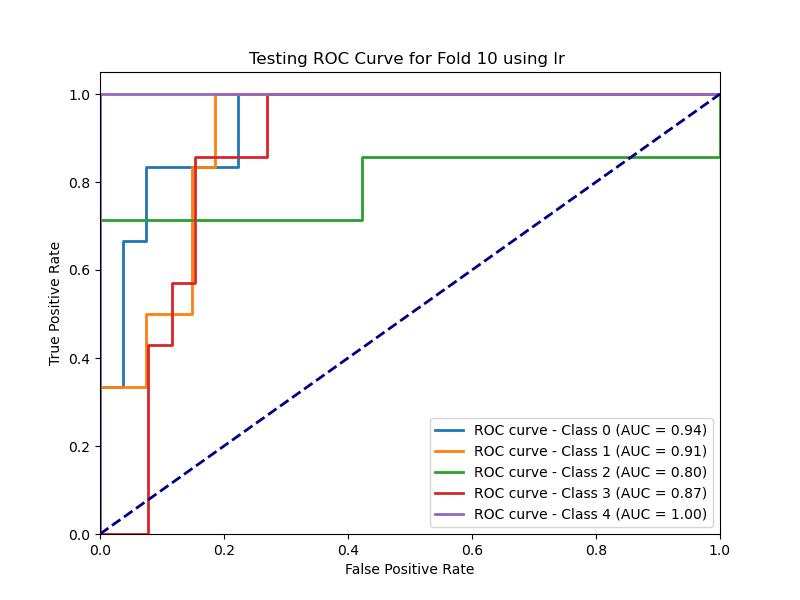 Testing ROC Curve for Fold 10 using lr
True Positive Rate
1.0
0.8
0.6
0.4
0.2
0.0
ROC curve - Class 0 (AUC = 0.94)
ROC curve - Class 1 (AUC = 0.91)
ROC curve - Class 2 (AUC = 0.80)
ROC curve - Class 3 (AUC = 0.87)
ROC curve - Class 4 (AUC = 1.00)
0.0 0.2 0.4 0.6 0.8 1.0
False Positive Rate